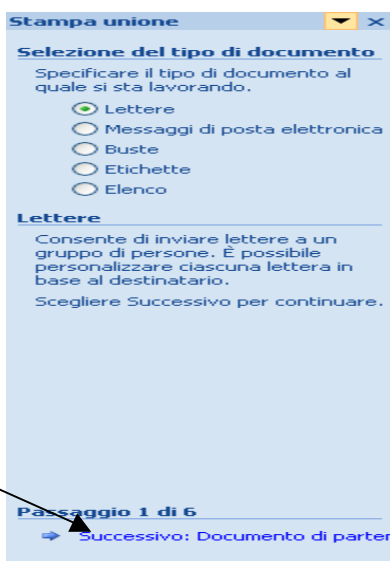 Stampa unione
Selezione del tipo di documento
Specificare il tipo di documento al
quale si sta lavorando.
Lettere
Messaggi di posta elettronica
Buste
Etichette
Elenco
Lettere
Consente di inviare lettere a un
gruppo di persone. È possibile
personalizzare ciascuna lettera in
base al destinatario.
Scegliere Successivo per continuare.
Passaggio 1 di 6
Successivo: Documento di parter